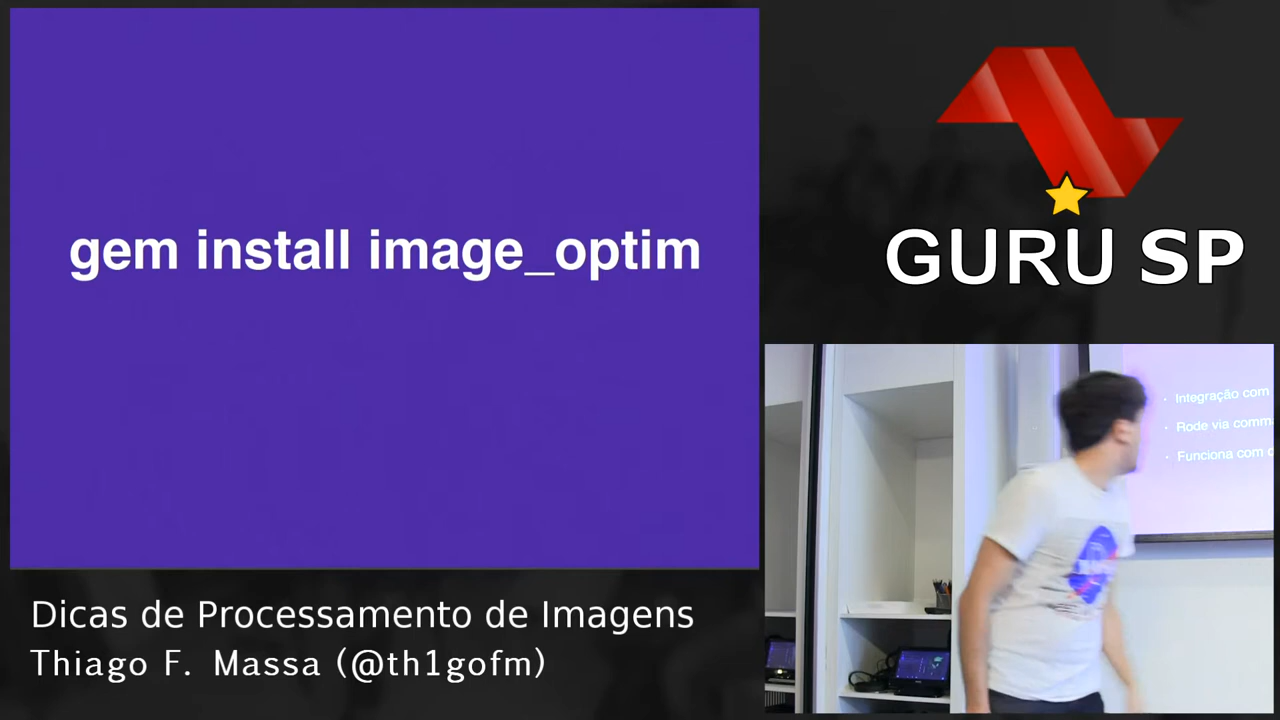 gem install image_optim
GURU SP
Integração com
Rode via comm
Funciona com
Dicas de Processamento de Imagens
Thiago F. Massa (@th1gofm)